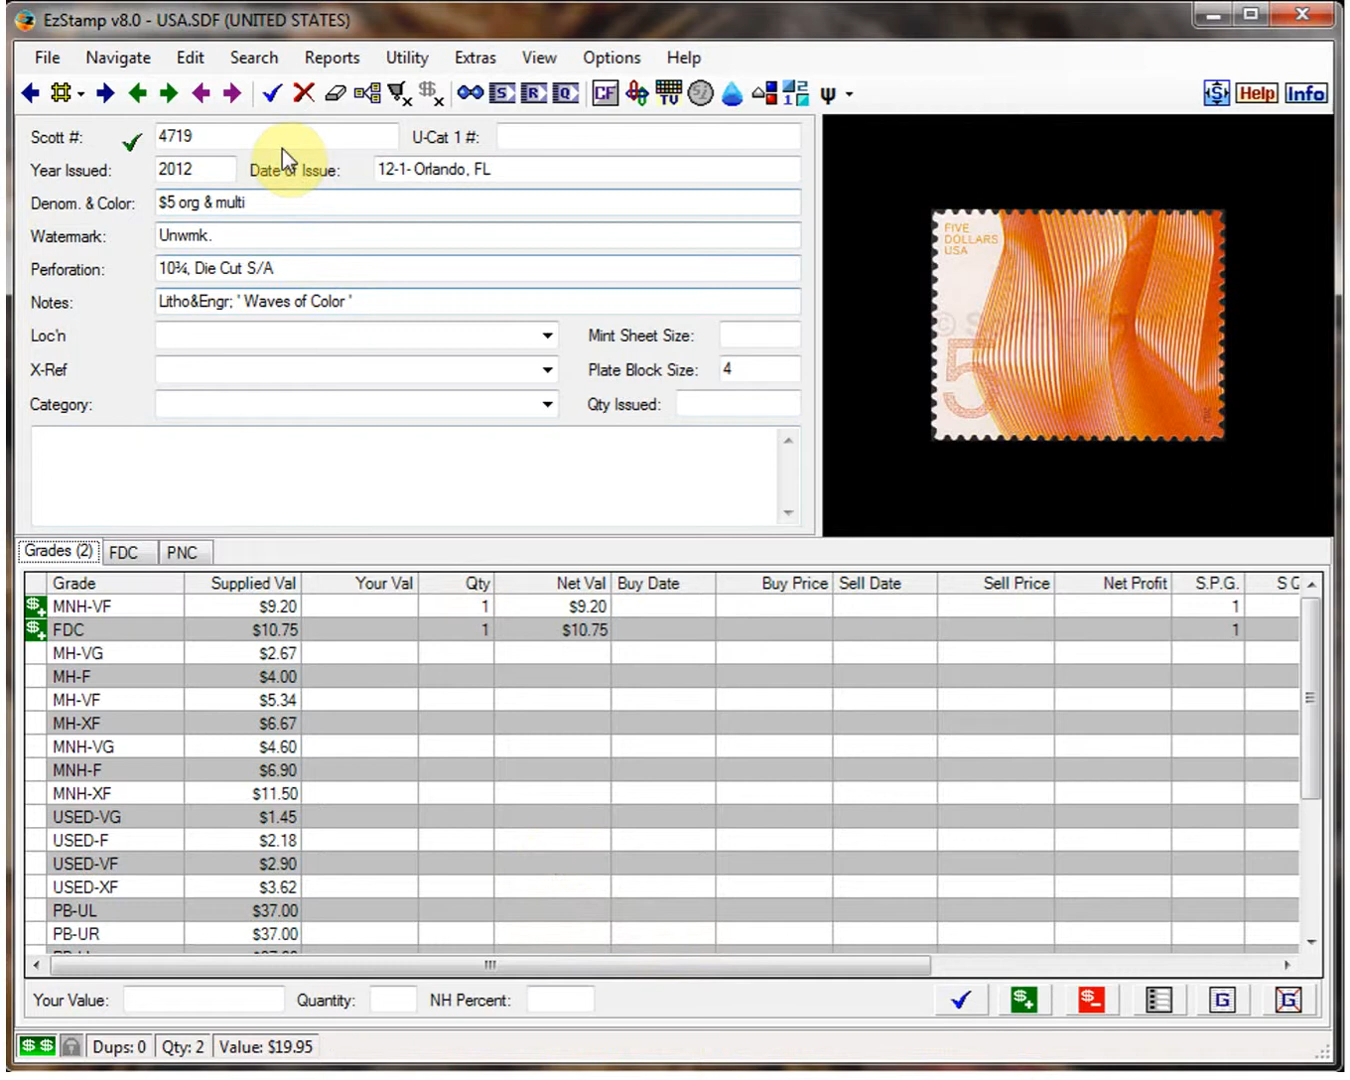 EzStamp v8.0 - USA.SDF (UNITED STATES)
File Navigate Edit Search Reports Utility Extras View Options Help
S R Q CF TV Help Info
Scott #: 4719 U-Cat 1 #:
Year Issued: 2012 Date of Issue: 12-1- Orlando, FL
Denom. & Color: $5 org & multi
Watermark: Unwmk.
Perforation: 10¾, Die Cut S/A
Notes: Litho&Engr; ' Waves of Color '
Loc'n Mint Sheet Size:
X-Ref Plate Block Size: 4
Category: Qty Issued:
FIVE
DOLLARS
USA
5
2012
Grades (2) FDC PNC
Grade Supplied Val Your Val Qty Net Val Buy Date Buy Price Sell Date Sell Price Net Profit S.P.G.
MNH-VF $9.20 1 $9.20 1
FDC $10.75 1 $10.75 1
MH-VG $2.67
MH-F $4.00
MH-VF $5.34
MH-XF $6.67
MNH-VG $4.60
MNH-F $6.90
MNH-XF $11.50
USED-VG $1.45
USED-F $2.18
USED-VF $2.90
USED-XF $3.62
PB-UL $37.00
PB-UR $37.00
Your Value: Quantity: NH Percent: G G
$ $ Dups: 0 Qty: 2 Value: $19.95